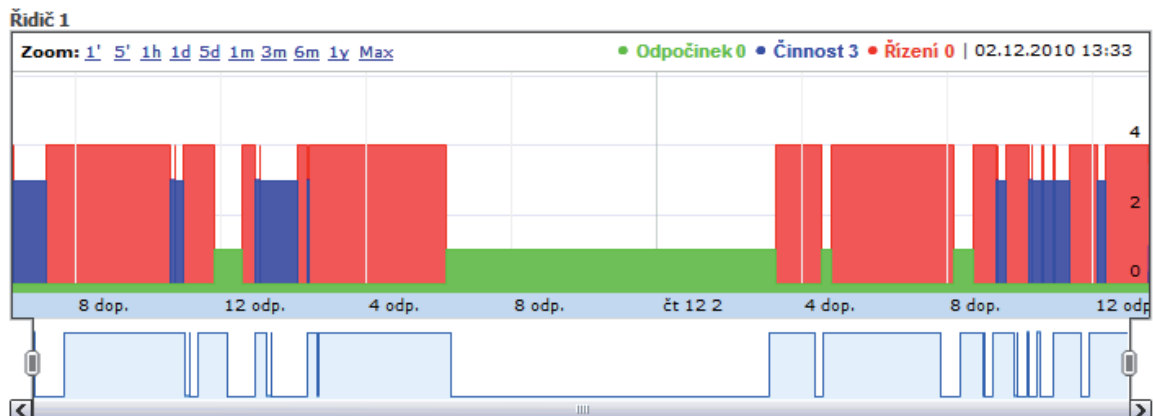 Řidič 1
Zoom: 1' 5' 1h 1d 5d 1m 3m 6m 1y Max • Odpočinek 0 • Činnost 3 • Řízení 0 | 02.12.2010 13:33
4
2
0
8 dop. 12 odp. 4 odp. 8 odp. čt 12 2 4 dop. 8 dop. 12 odp